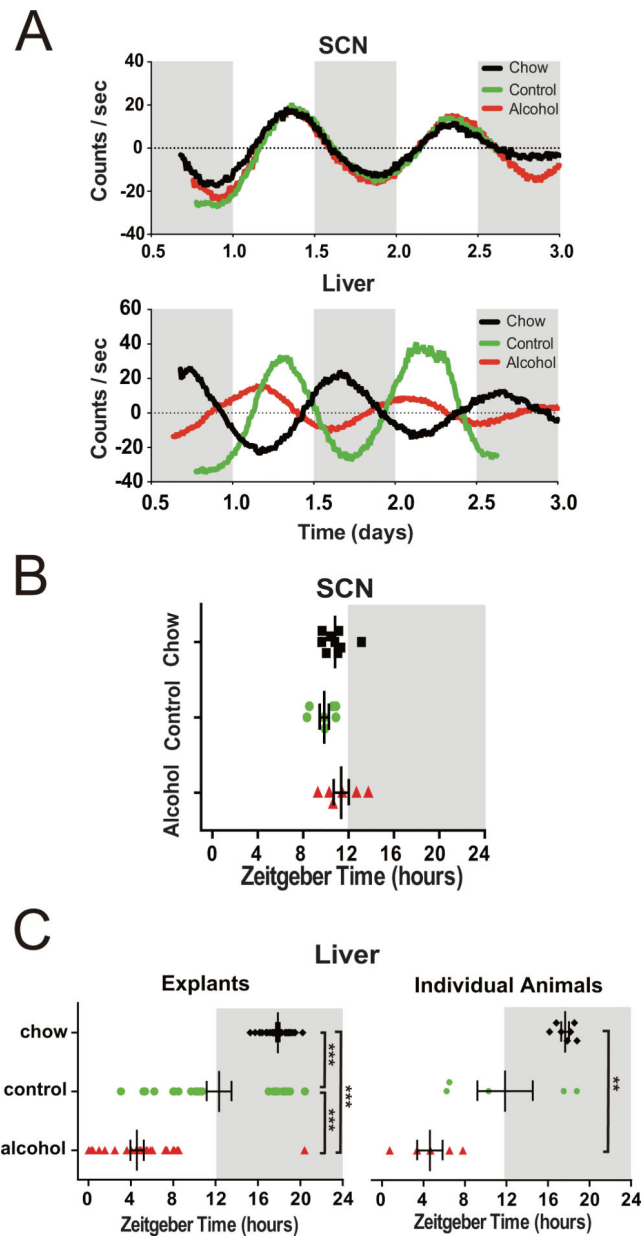 A
SCN
Counts / sec
40
20
0
-20
-40
Chow
Control
Alcohol
0.5 1.0 1.5 2.0 2.5 3.0
Liver
Counts / sec
60
40
20
0
-20
-40
Chow
Control
Alcohol
0.5 1.0 1.5 2.0 2.5 3.0
Time (days)
B
SCN
Chow
Control
Alcohol
0 4 8 12 16 20 24
Zeitgeber Time (hours)
C
Liver
Explants
Individual Animals
chow
control
alcohol
***
***
***
**
0 4 8 12 16 20 24
0 4 8 12 16 20 24
Zeitgeber Time (hours)
Zeitgeber Time (hours)